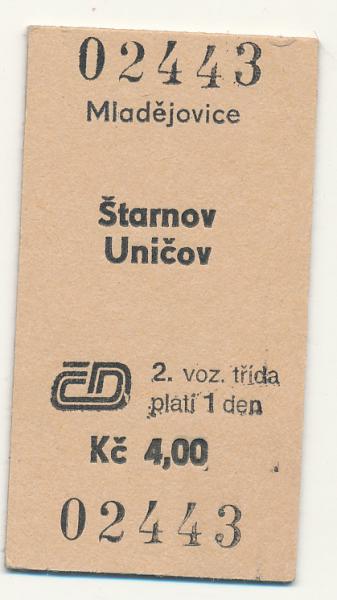 02443
Mladějovice
Štarnov
Uničov
ČD 2. voz. třída
platí 1 den
Kč 4,00
02443